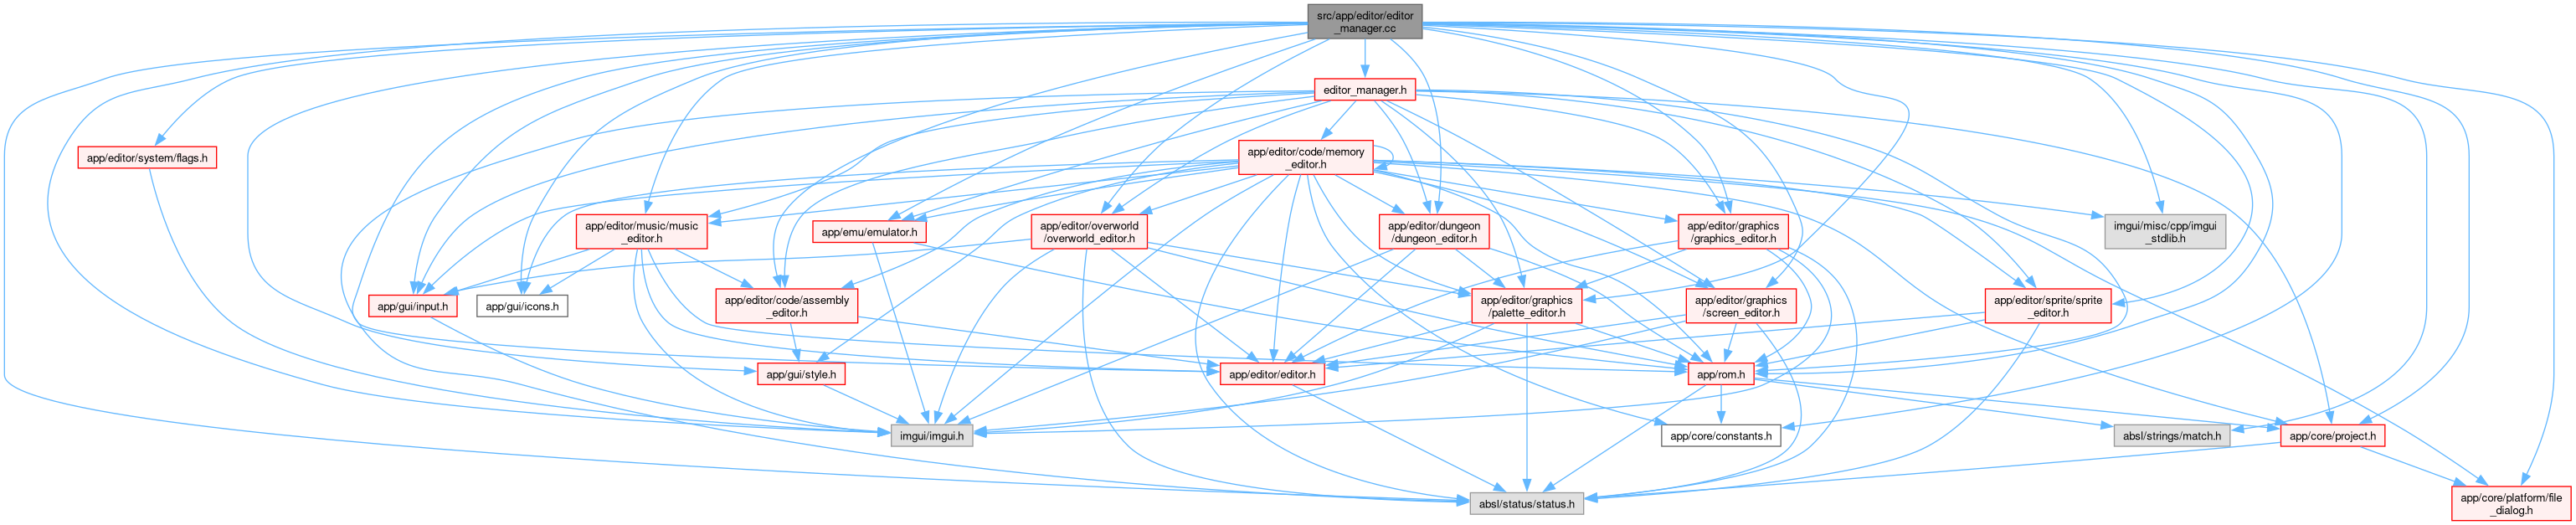 src/app/editor/editor
_manager.cc
editor_manager.h
app/editor/system/flags.h
app/editor/code/memory
_editor.h
app/editor/music/music
_editor.h
app/emu/emulator.h
app/editor/overworld
/overworld_editor.h
app/editor/dungeon
/dungeon_editor.h
app/editor/graphics
/graphics_editor.h
imgui/misc/cpp/imgui
_stdlib.h
app/gui/input.h
app/gui/icons.h
app/editor/code/assembly
_editor.h
app/editor/graphics
/palette_editor.h
app/editor/graphics
/screen_editor.h
app/editor/sprite/sprite
_editor.h
app/gui/style.h
app/editor/editor.h
app/rom.h
imgui/imgui.h
app/core/constants.h
absl/strings/match.h
app/core/project.h
absl/status/status.h
app/core/platform/file
_dialog.h